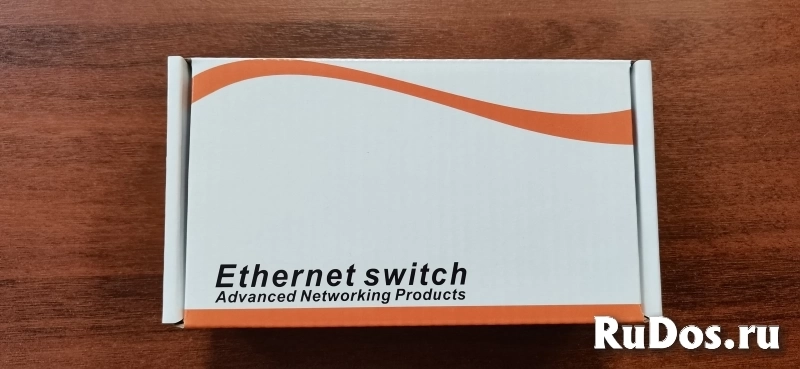 Ethernet switch
Advanced Networking Products
RuDos.ru